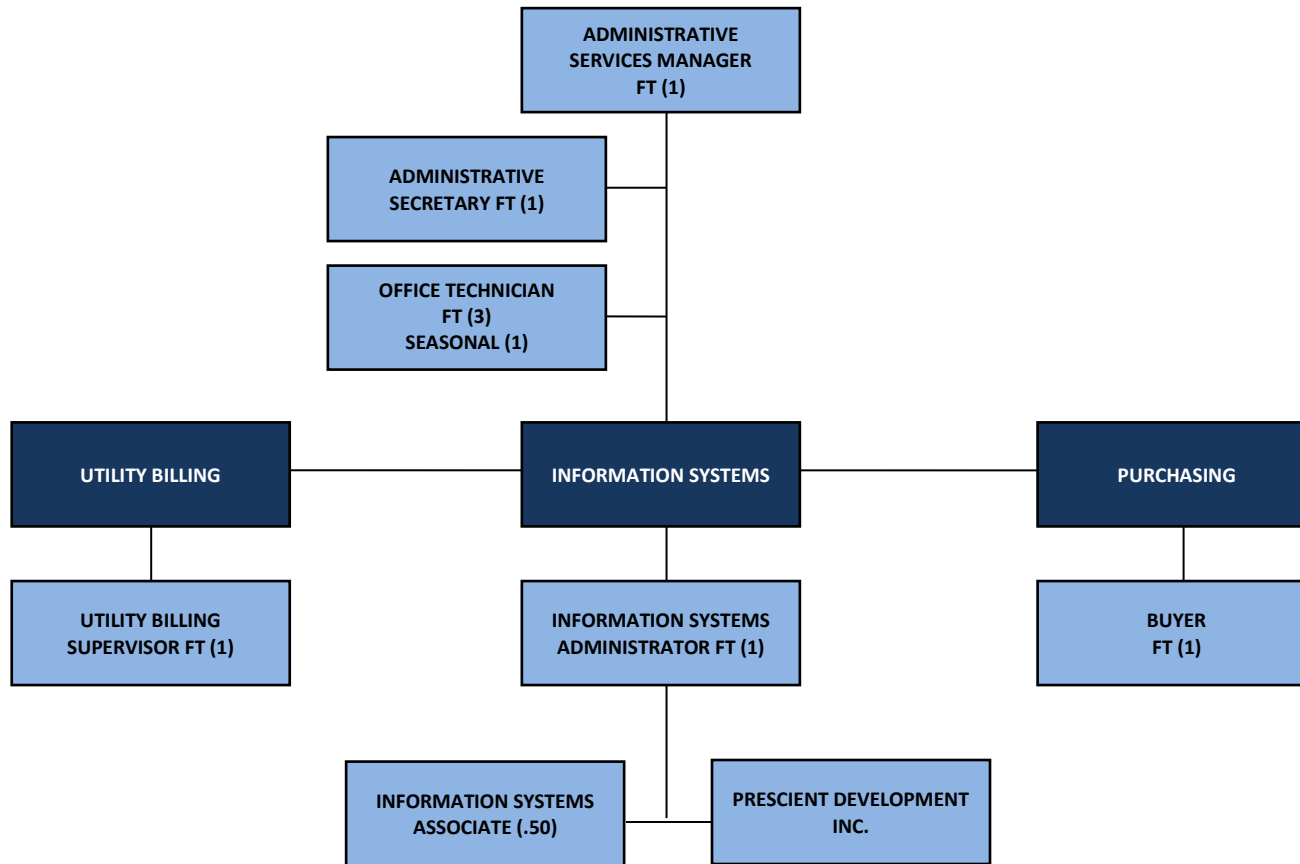 ADMINISTRATIVE
SERVICES MANAGER
FT (1)
ADMINISTRATIVE
SECRETARY FT (1)
OFFICE TECHNICIAN
FT (3)
SEASONAL (1)
UTILITY BILLING
INFORMATION SYSTEMS
PURCHASING
UTILITY BILLING
SUPERVISOR FT (1)
INFORMATION SYSTEMS
ADMINISTRATOR FT (1)
BUYER
FT (1)
INFORMATION SYSTEMS
ASSOCIATE (.50)
PRESCIENT DEVELOPMENT
INC.